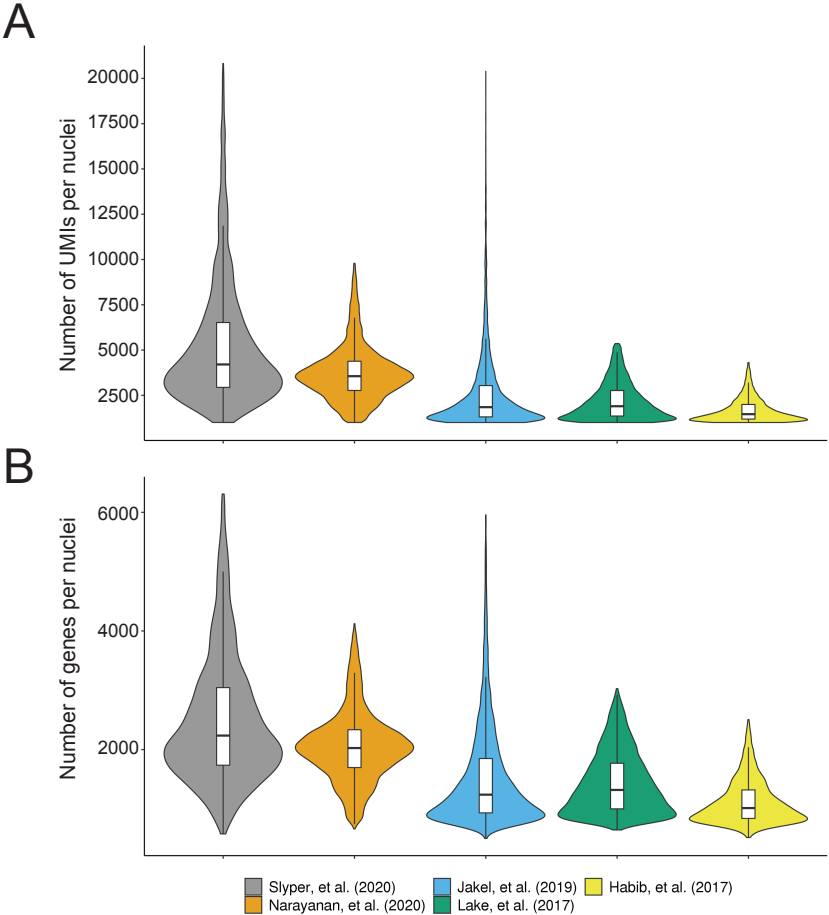 A
Number of UMIs per nuclei
20000
17500
15000
12500
10000
7500
5000
2500
B
Number of genes per nuclei
6000
4000
2000
Slyper, et al. (2020)
Jakel, et al. (2019)
Habib, et al. (2017)
Narayanan, et al. (2020)
Lake, et al. (2017)